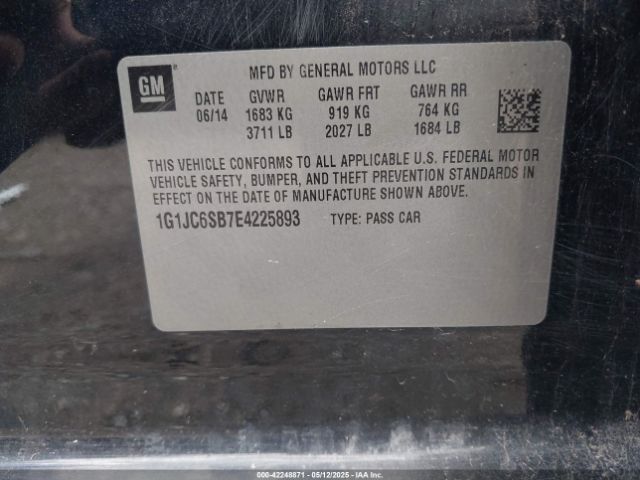 GM
MFD BY GENERAL MOTORS LLC
DATE GVWR GAWR FRT GAWR RR
06/14 1683 KG 919 KG 764 KG
3711 LB 2027 LB 1684 LB
THIS VEHICLE CONFORMS TO ALL APPLICABLE U.S. FEDERAL MOTOR
VEHICLE SAFETY, BUMPER, AND THEFT PREVENTION STANDARDS IN
EFFECT ON THE DATE OF MANUFACTURE SHOWN ABOVE.
1G1JC6SB7E4225893 TYPE: PASS CAR
000-42248871 - 05/12/2025 - IAAI.COM